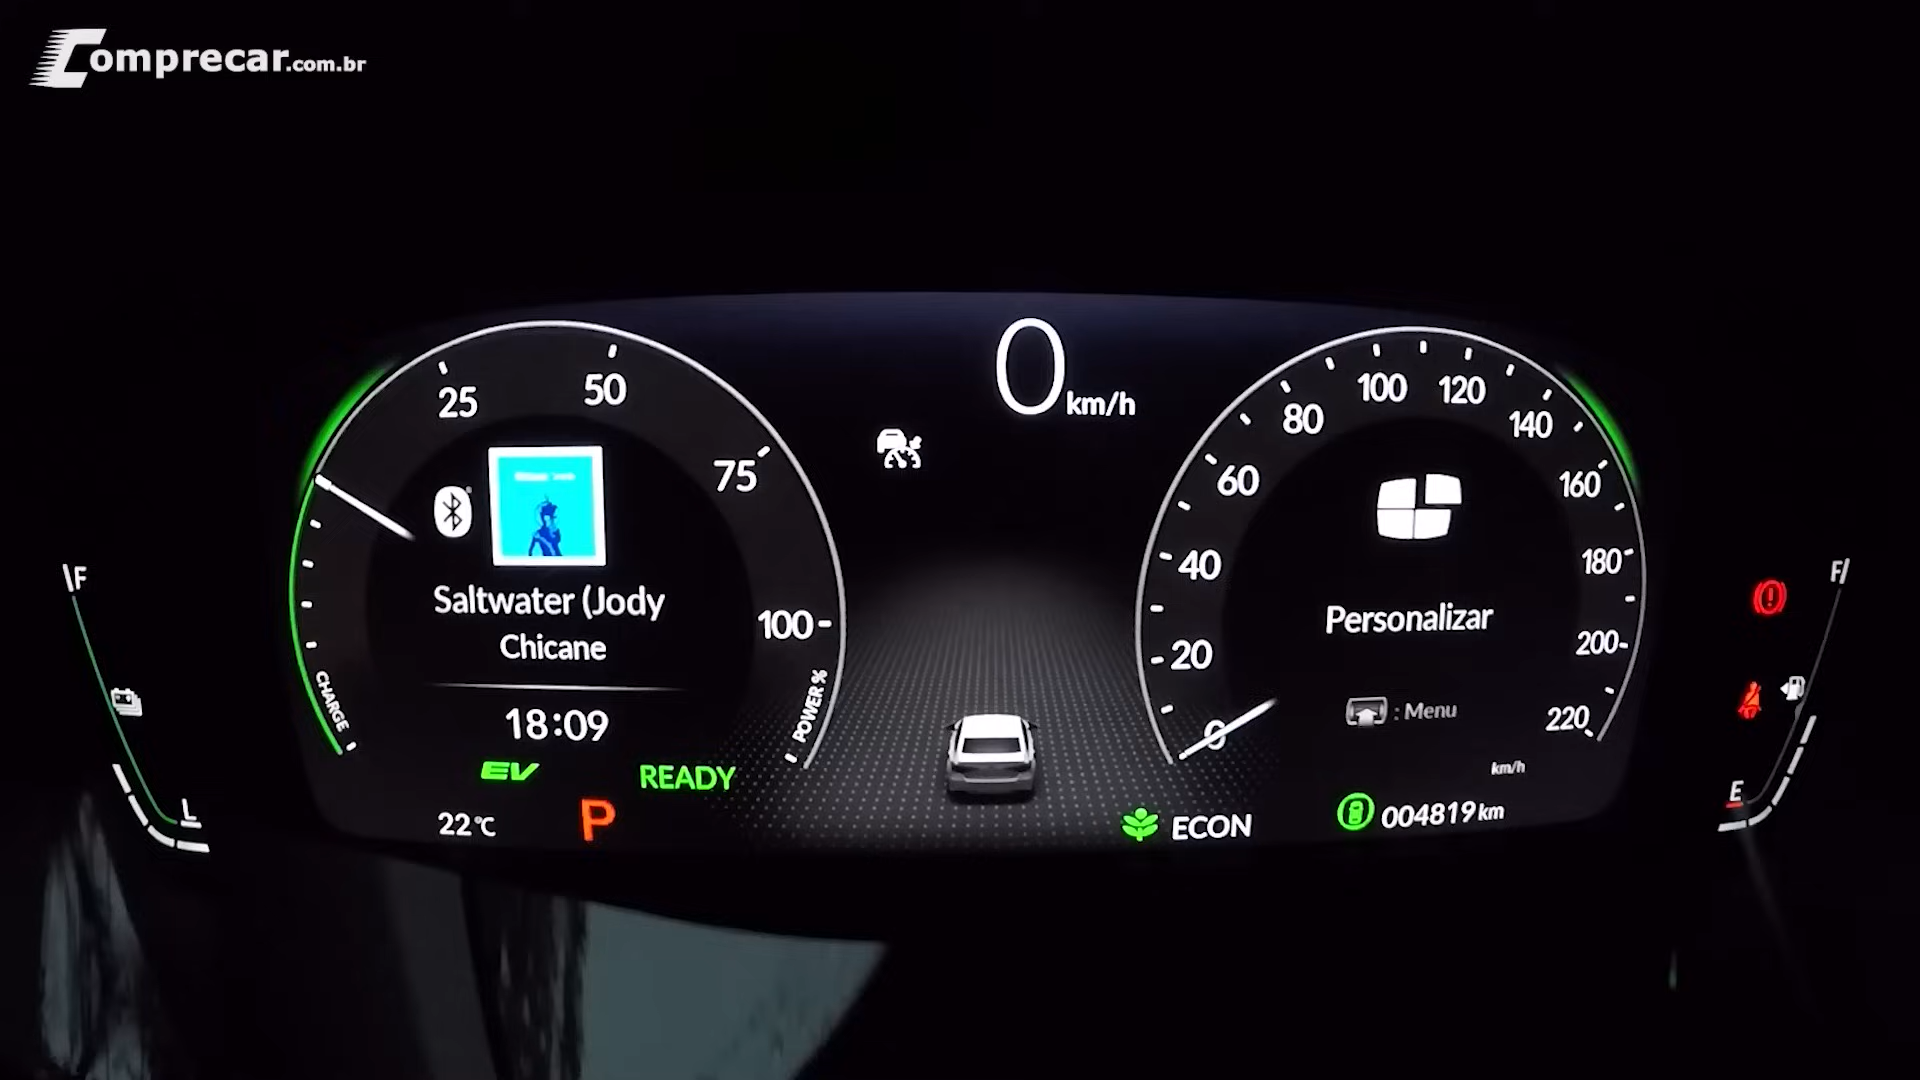 Comprecar.com.br
0 km/h
25
50
75
100
CHARGE
POWER %
Saltwater (Jody
Chicane
18:09
EV
READY
22°C
P
0
20
40
60
80
100
120
140
160
180
200
220
Personalizar
: Menu
km/h
ECON
004819 km
F
L
F
E